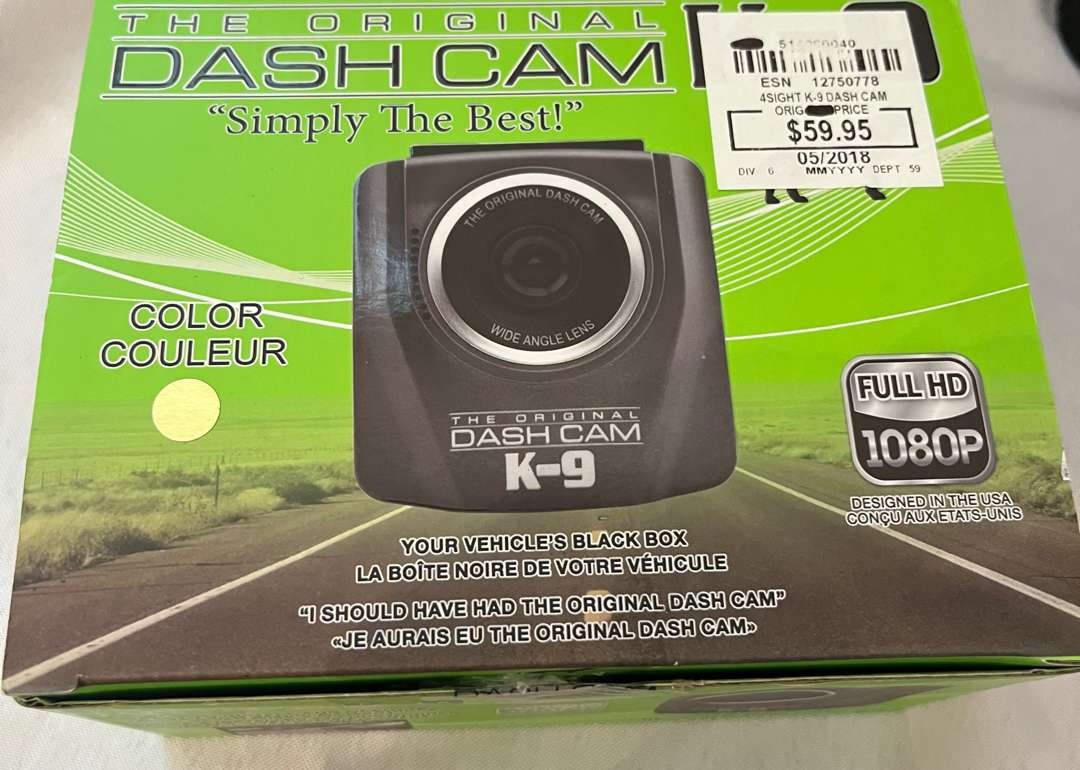 THE ORIGINAL
DASH CAM
"Simply The Best!"
ESN 12750778
4SIGHT K-9 DASH CAM
ORIG PRICE
$59.95
05/2018
DIV 6 MMYYYY DEPT 59
THE ORIGINAL DASH CAM
WIDE ANGLE LENS
COLOR
COULEUR
THE ORIGINAL
DASH CAM
K-9
FULL HD
1080P
DESIGNED IN THE USA
CONÇU AUX ETATS-UNIS
YOUR VEHICLE'S BLACK BOX
LA BOÎTE NOIRE DE VOTRE VÉHICULE
"I SHOULD HAVE HAD THE ORIGINAL DASH CAM"
«JE AURAIS EU THE ORIGINAL DASH CAM»